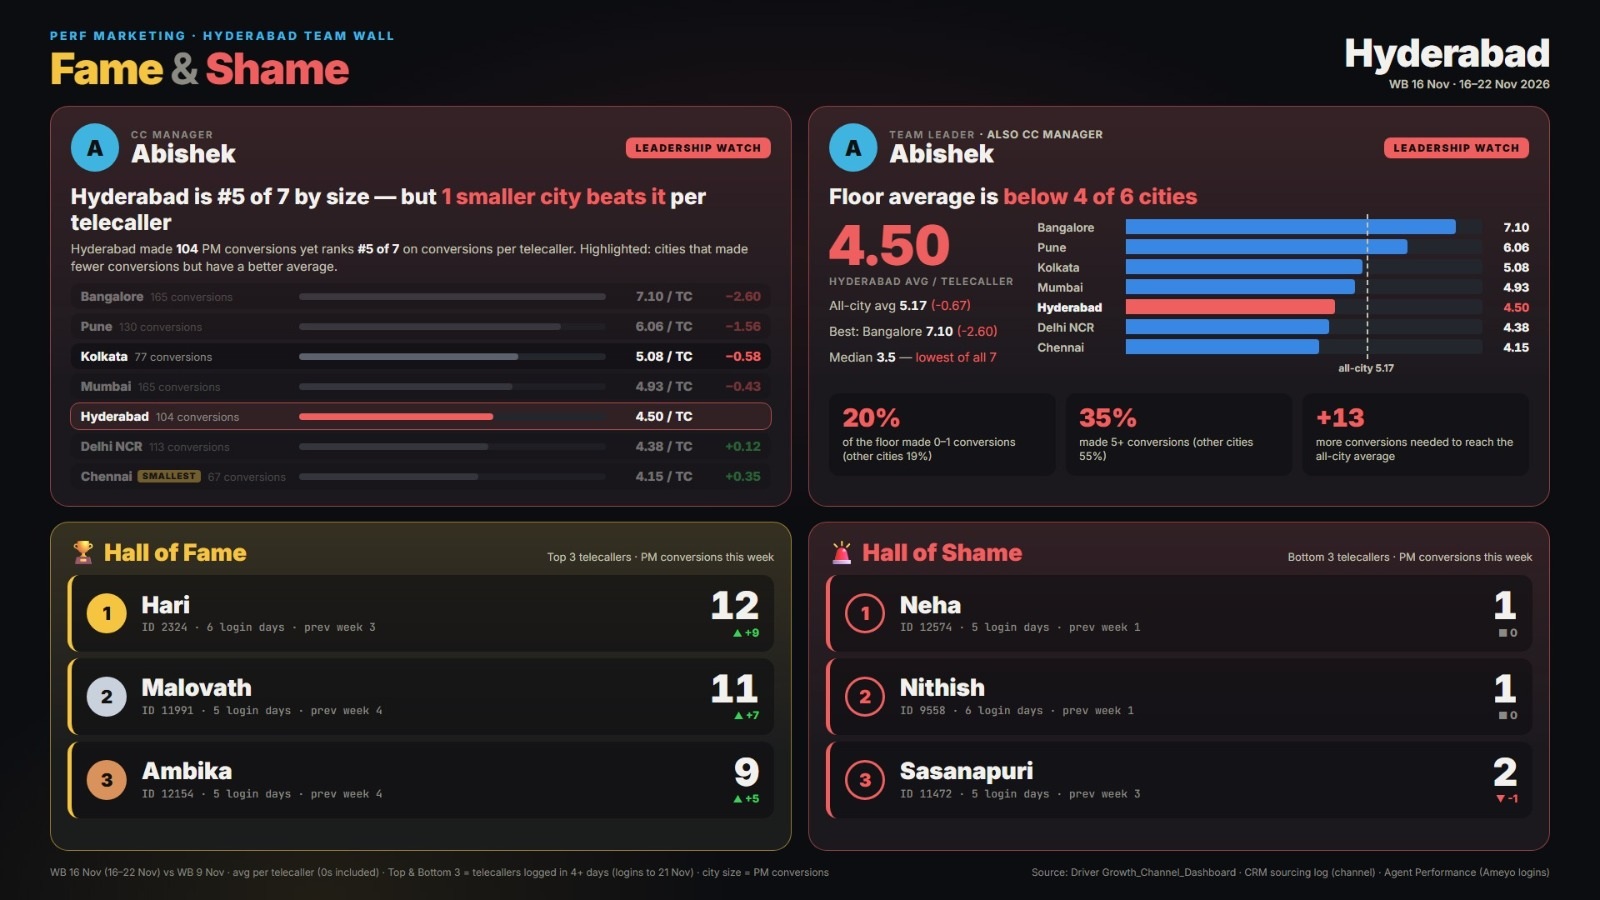 PERF MARKETING · HYDERABAD TEAM WALL
Fame & Shame
Hyderabad
WB 16 Nov · 16–22 Nov 2026
A
CC MANAGER
Abishek
LEADERSHIP WATCH
Hyderabad is #5 of 7 by size — but 1 smaller city beats it per
telecaller
Hyderabad made 104 PM conversions yet ranks #5 of 7 on conversions per telecaller. Highlighted: cities that made
fewer conversions but have a better average.
Bangalore 165 conversions 7.10 / TC −2.60
Pune 130 conversions 6.06 / TC −1.56
Kolkata 77 conversions 5.08 / TC −0.58
Mumbai 165 conversions 4.93 / TC −0.43
Hyderabad 104 conversions 4.50 / TC
Delhi NCR 113 conversions 4.38 / TC +0.12
Chennai SMALLEST 67 conversions 4.15 / TC +0.35
A
TEAM LEADER · ALSO CC MANAGER
Abishek
LEADERSHIP WATCH
Floor average is below 4 of 6 cities
4.50
HYDERABAD AVG / TELECALLER
All-city avg 5.17 (-0.67)
Best: Bangalore 7.10 (-2.60)
Median 3.5 — lowest of all 7
Bangalore 7.10
Pune 6.06
Kolkata 5.08
Mumbai 4.93
Hyderabad 4.50
Delhi NCR 4.38
Chennai 4.15
all-city 5.17
20%
of the floor made 0–1 conversions
(other cities 19%)
35%
made 5+ conversions (other cities
55%)
+13
more conversions needed to reach the
all-city average
🏆 Hall of Fame
Top 3 telecallers · PM conversions this week
1 Hari 12
ID 2324 · 6 login days · prev week 3 ▲ +9
2 Malovath 11
ID 11991 · 5 login days · prev week 4 ▲ +7
3 Ambika 9
ID 12154 · 5 login days · prev week 4 ▲ +5
🚨 Hall of Shame
Bottom 3 telecallers · PM conversions this week
1 Neha 1
ID 12574 · 5 login days · prev week 1 ■ 0
2 Nithish 1
ID 9558 · 6 login days · prev week 1 ■ 0
3 Sasanapuri 2
ID 11472 · 5 login days · prev week 3 ▼ -1
WB 16 Nov (16–22 Nov) vs WB 9 Nov · avg per telecaller (0s included) · Top & Bottom 3 = telecallers logged in 4+ days (logins to 21 Nov) · city size = PM conversions
Source: Driver Growth_Channel_Dashboard · CRM sourcing log (channel) · Agent Performance (Ameyo logins)